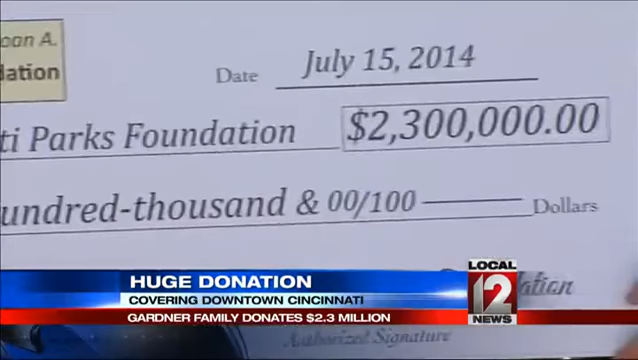 oan A.
dation
Date July 15, 2014
ti Parks Foundation $2,300,000.00
undred-thousand & 00/100 Dollars
dation
Authorized Signature
HUGE DONATION
COVERING DOWNTOWN CINCINNATI
GARDNER FAMILY DONATES $2.3 MILLION
LOCAL
12
NEWS